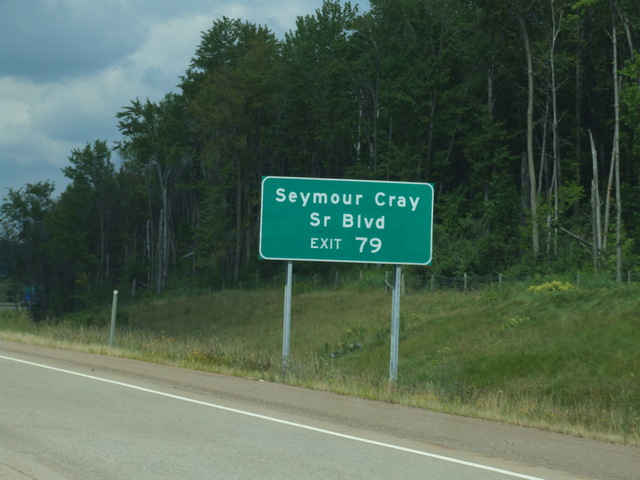 Seymour Cray
Sr Blvd
EXIT 79